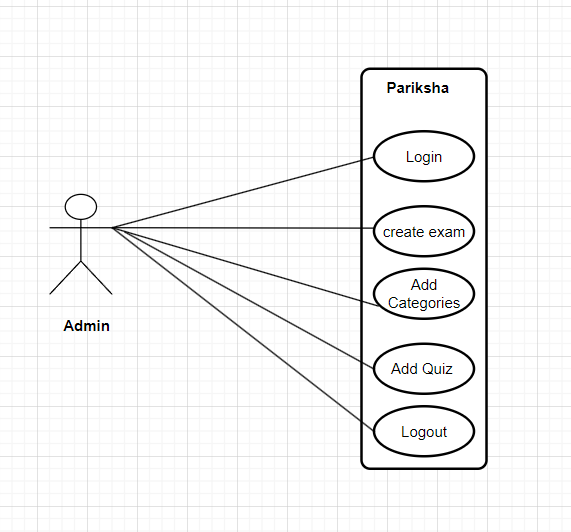 Pariksha
Login
create exam
Add
Categories
Add Quiz
Logout
Admin